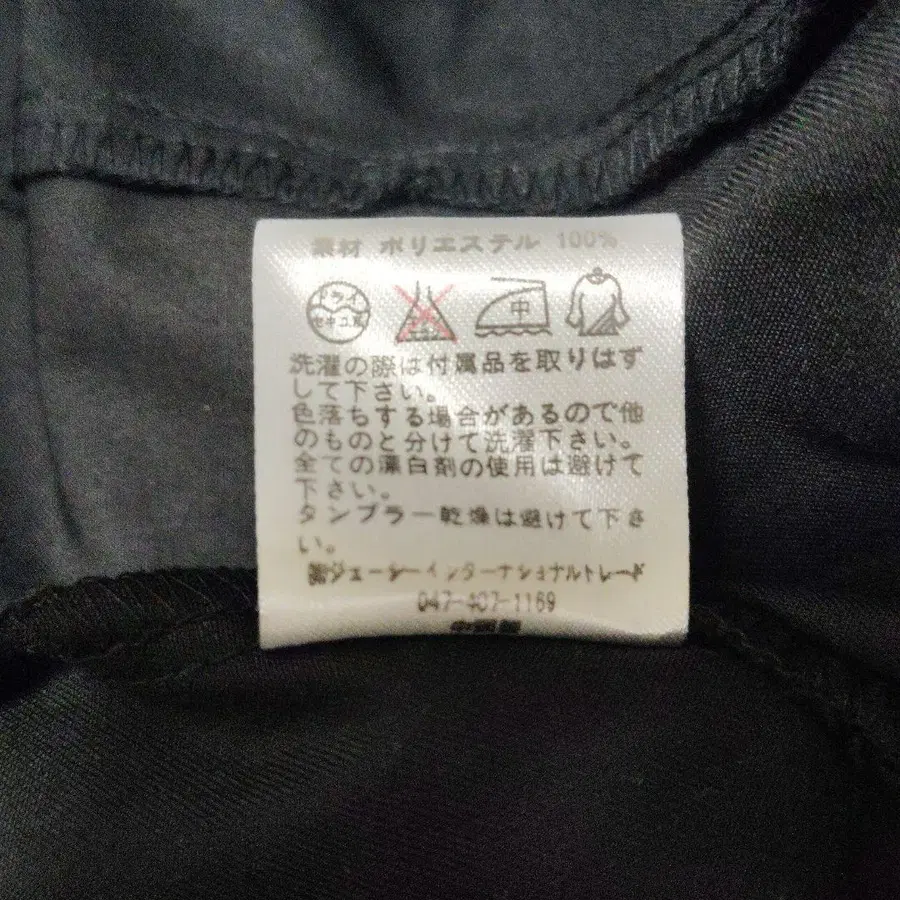 素材 ポリエステル 100%
ドライ
セキユ系
中
洗濯の際は付属品を取りはず
して下さい。
色落ちする場合があるので他
のものと分けて洗濯下さい。
全ての漂白剤の使用は避けて
下さい。
タンブラー乾燥は避けて下さ
い。
ジェーシーインターナショナルトレード
047-407-1169
中国製